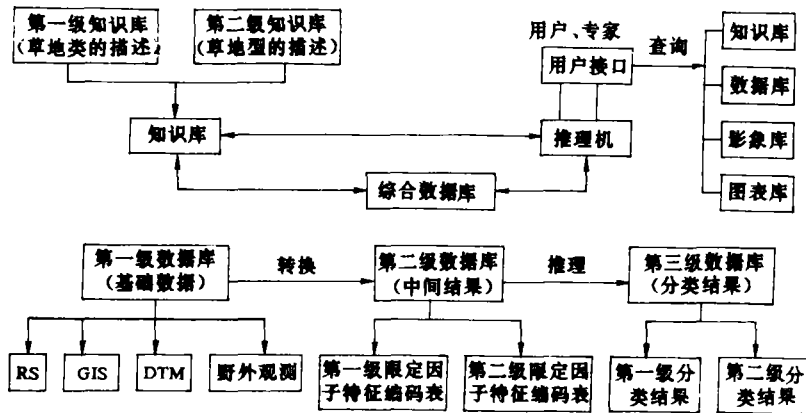 第一级知识库
(草地类的描述)
第二级知识库
(草地型的描述)
用户、专家
用户接口
查询
知识库
数据库
影象库
图表库
知识库
推理机
综合数据库
第一级数据库
(基础数据)
转换
第二级数据库
(中间结果)
推理
第三级数据库
(分类结果)
RS
GIS
DTM
野外观测
第一级限定因
子特征编码表
第二级限定因
子特征编码表
第一级分
类结果
第二级分
类结果